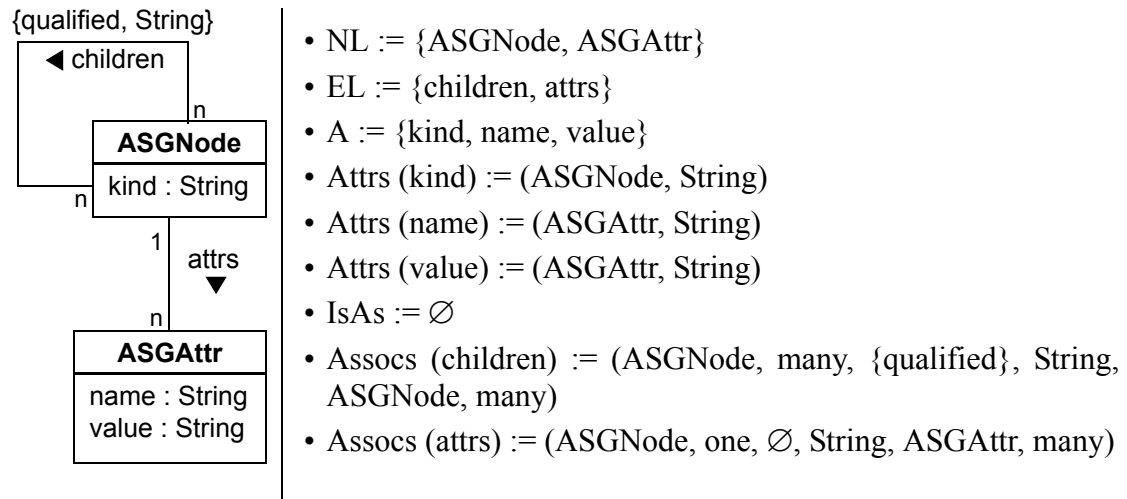 {qualified, String}
◀ children
n
ASGNode
kind : String
n
1
attrs
▼
n
ASGAttr
name : String
value : String
• NL := {ASGNode, ASGAttr}
• EL := {children, attrs}
• A := {kind, name, value}
• Attrs (kind) := (ASGNode, String)
• Attrs (name) := (ASGAttr, String)
• Attrs (value) := (ASGAttr, String)
• IsAs := ∅
• Assocs (children) := (ASGNode, many, {qualified}, String,
ASGNode, many)
• Assocs (attrs) := (ASGNode, one, ∅, String, ASGAttr, many)